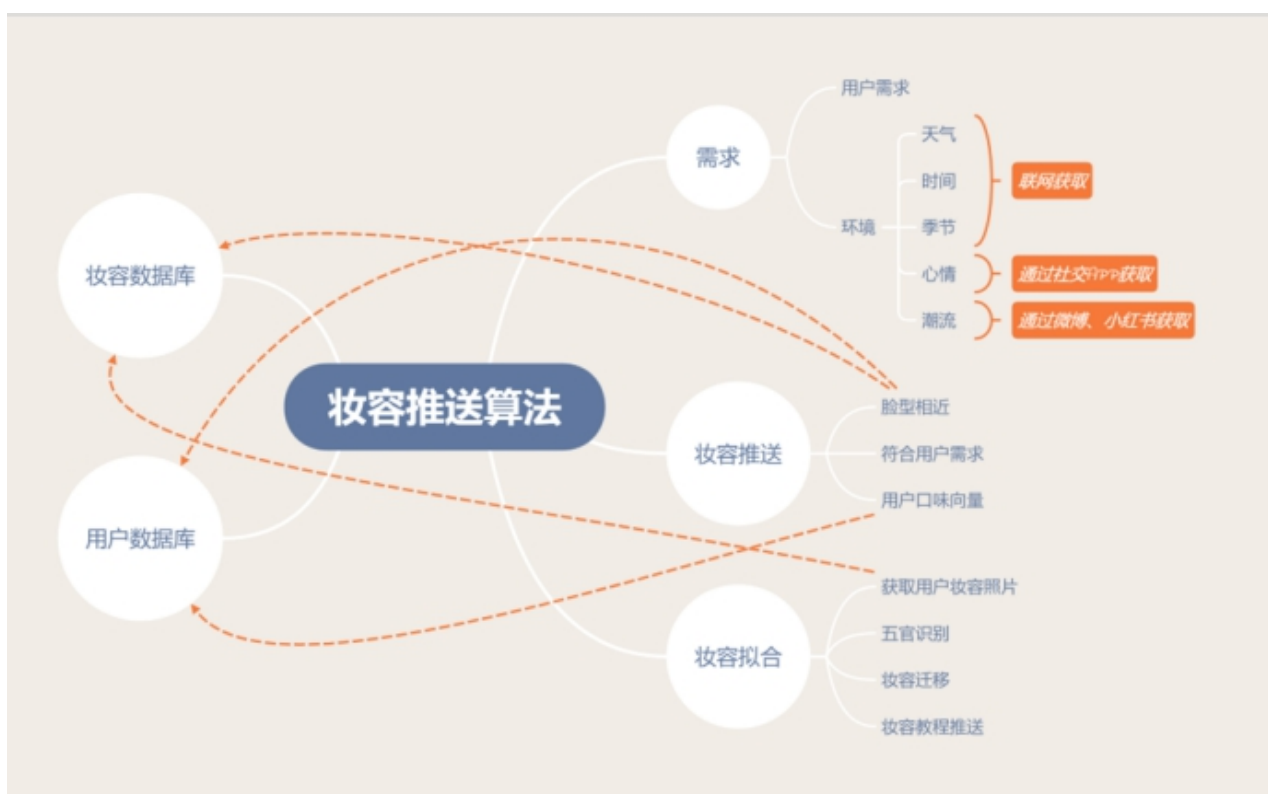 用户需求
需求
天气
时间
联网获取
环境
季节
妆容数据库
心情
通过社交APP获取
潮流
通过微博、小红书获取
妆容推送算法
脸型相近
妆容推送
符合用户需求
用户口味向量
用户数据库
获取用户妆容照片
五官识别
妆容拟合
妆容迁移
妆容教程推送